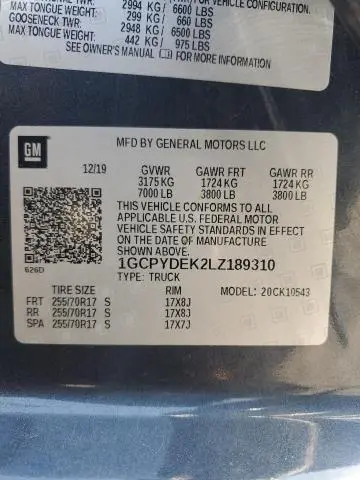 MAX TONGUE WEIGHT: 2994 KG / 6600 LBS
299 KG / 660 LBS
GOOSENECK TWR: 2948 KG / 6500 LBS
MAX TONGUE WEIGHT: 442 KG / 975 LBS
SEE OWNER'S MANUAL FOR MORE INFORMATION
GM
MFD BY GENERAL MOTORS LLC
12/19 GVWR GAWR FRT GAWR RR
3175 KG 1724 KG 1724 KG
7000 LB 3800 LB 3800 LB
THIS VEHICLE CONFORMS TO ALL
APPLICABLE U.S. FEDERAL MOTOR
VEHICLE SAFETY STANDARDS IN EFFECT
ON THE DATE OF MANUFACTURE
SHOWN ABOVE.
626D
1GCPYDEK2LZ189310
TYPE: TRUCK
TIRE SIZE RIM MODEL: 20CK10543
FRT 255/70R17 S 17X8J
RR 255/70R17 S 17X8J
SPA 255/70R17 S 17X7J